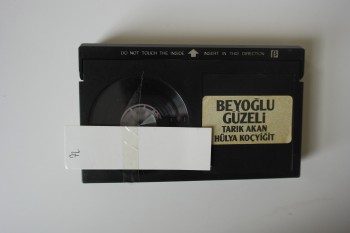 DO NOT TOUCH THE INSIDE INSERT IN THIS DIRECTION
BEYOĞLU
GÜZELİ
TARIK AKAN
HÜLYA KOÇYİĞİT